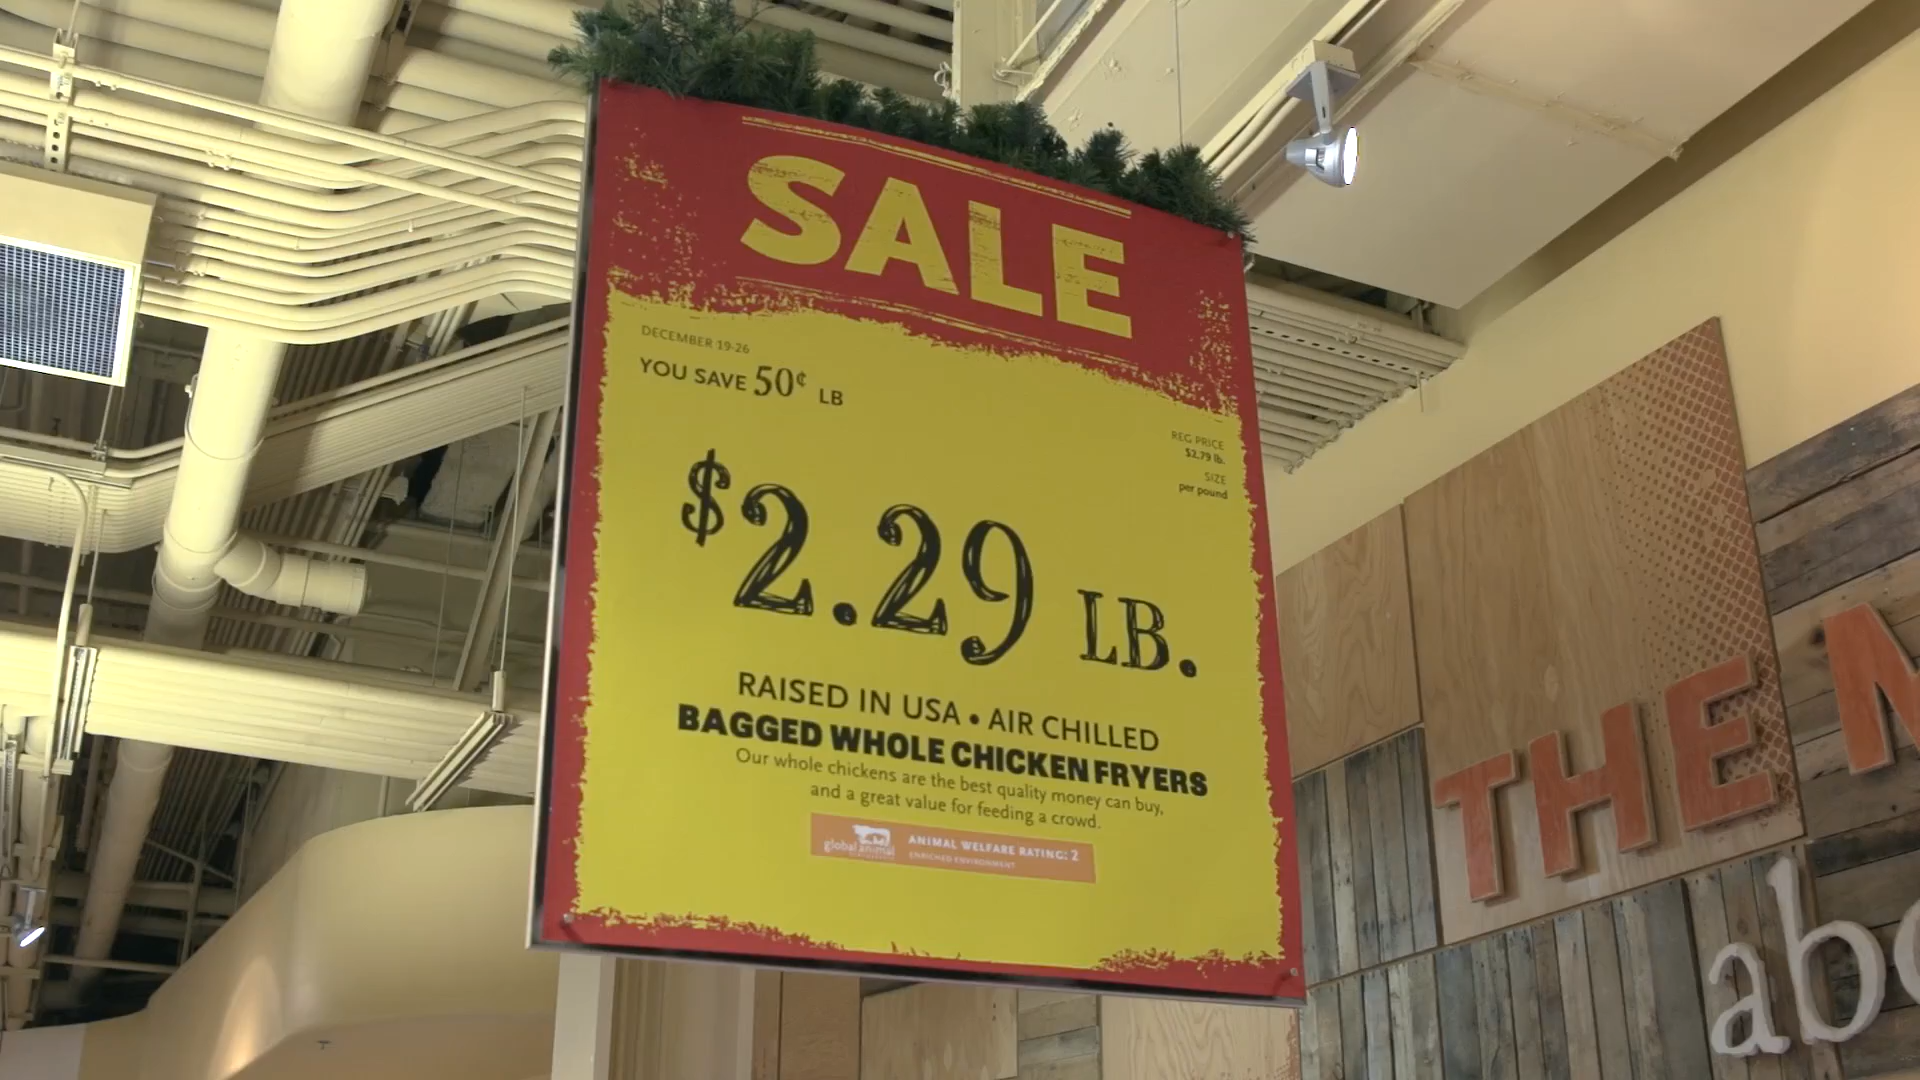 SALE
DECEMBER 19-26
YOU SAVE 50¢ LB
REG PRICE
$2.79 lb.
SIZE
per pound
$2.29 LB.
RAISED IN USA • AIR CHILLED
BAGGED WHOLE CHICKEN FRYERS
Our whole chickens are the best quality money can buy,
and a great value for feeding a crowd.
global animal
ANIMAL WELFARE RATING: 2
ENRICHED ENVIRONMENT
THE M
abo